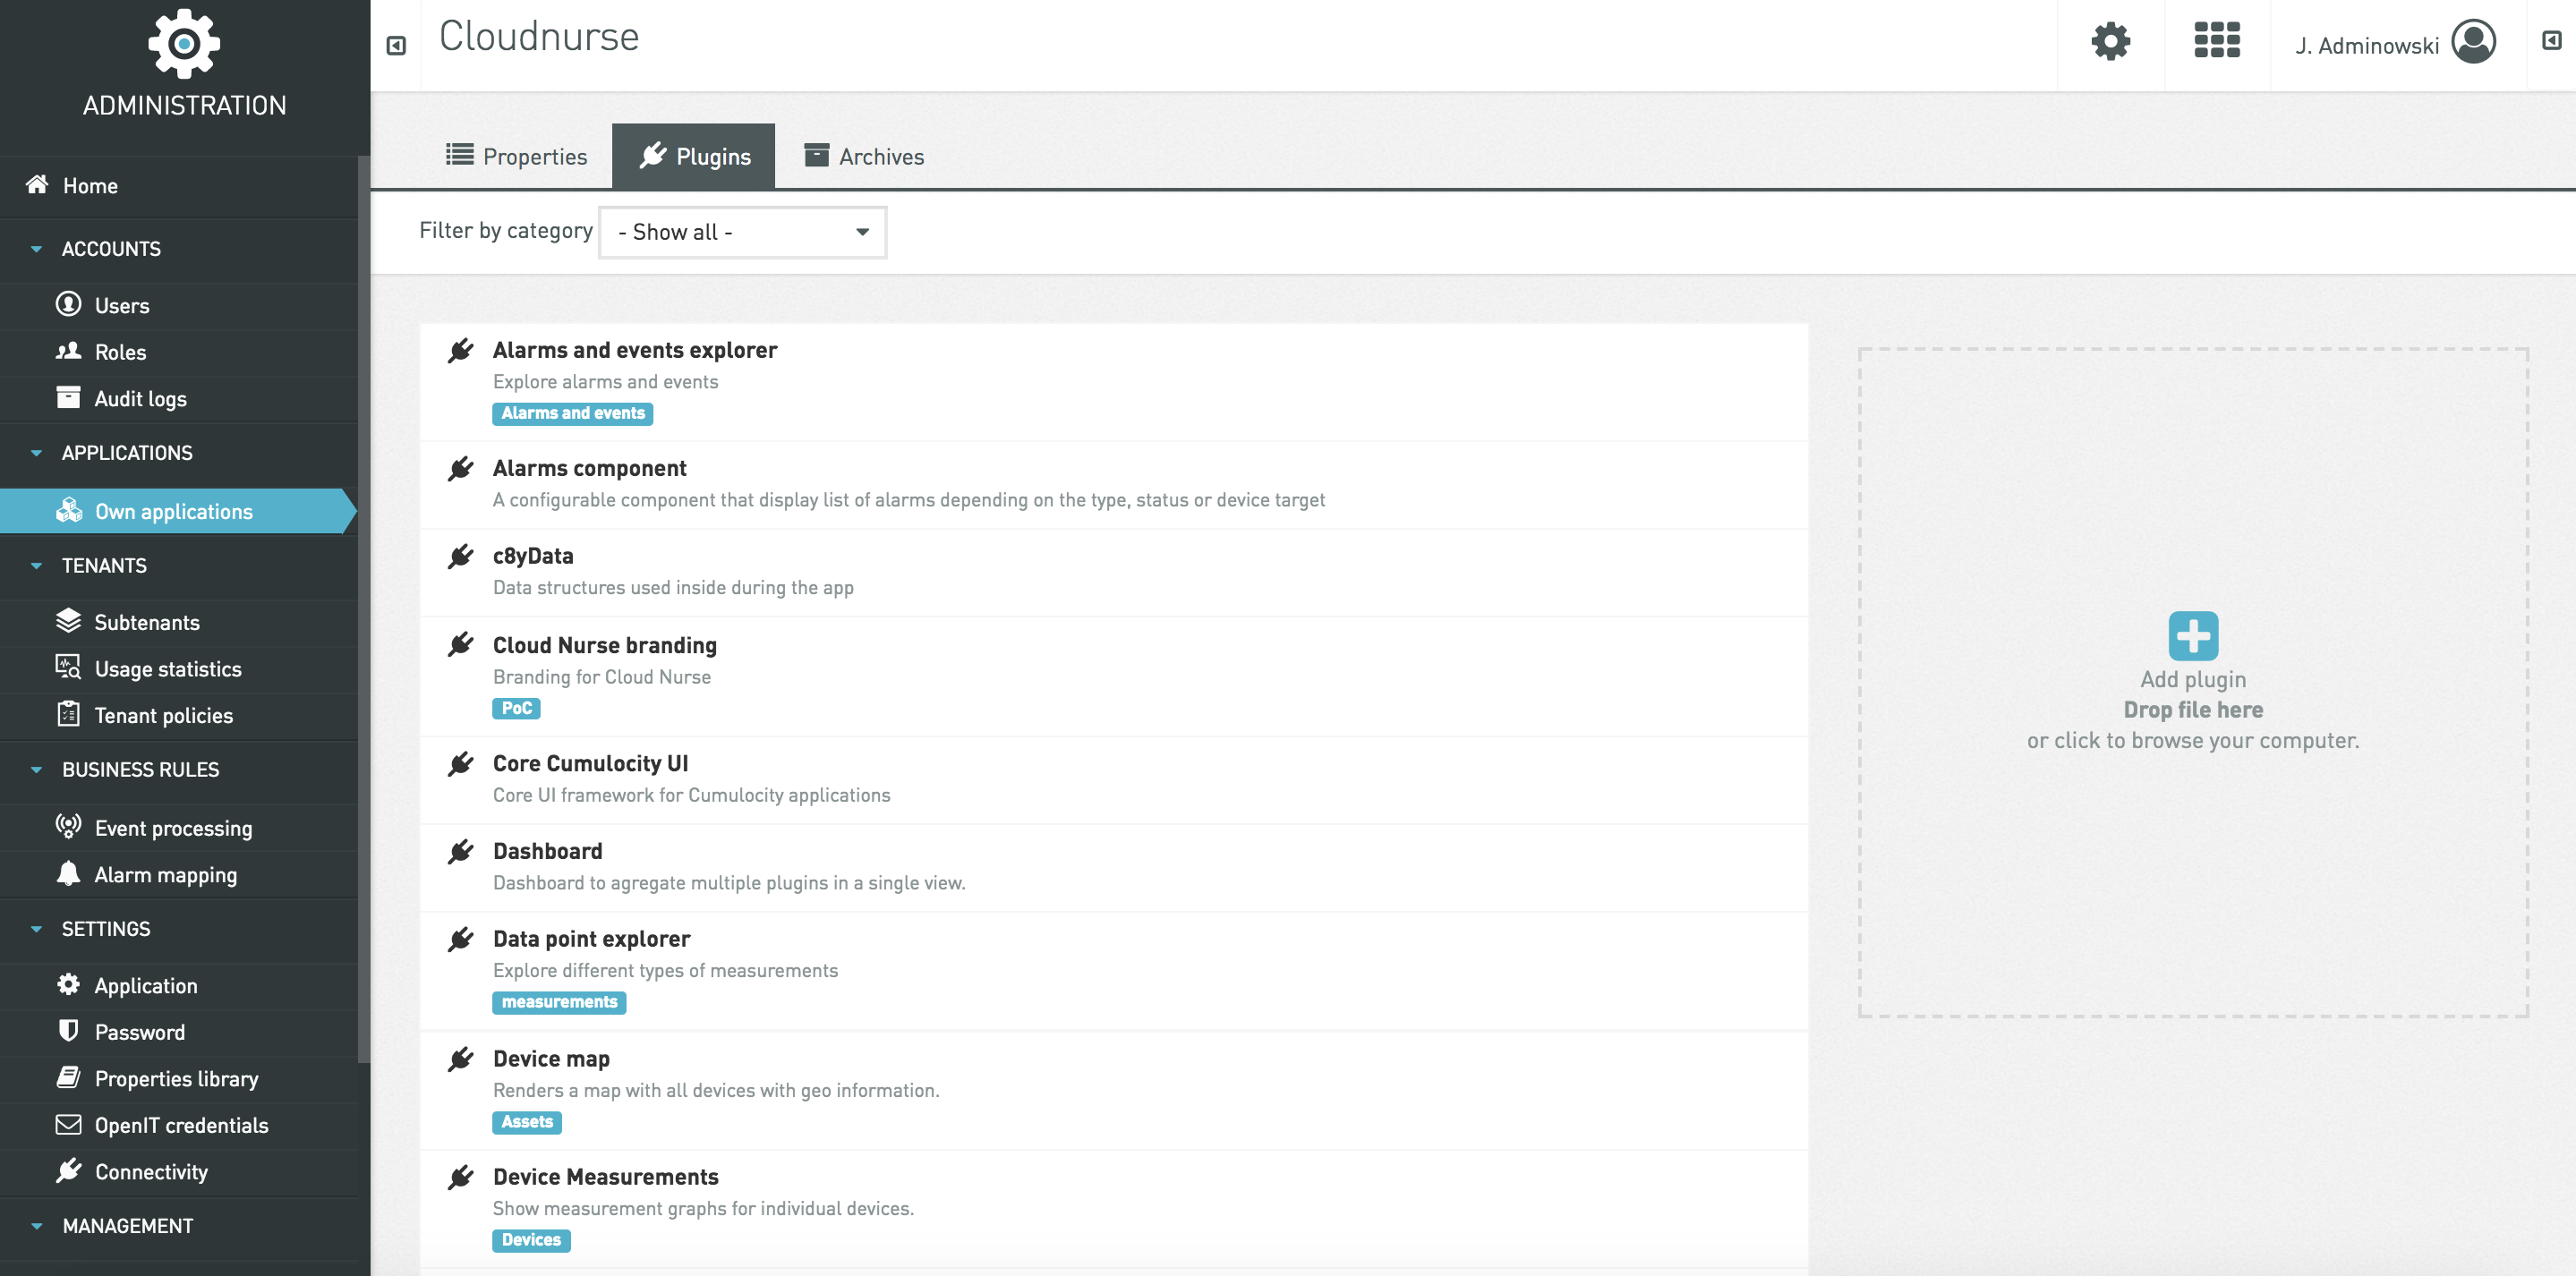 ADMINISTRATION
Home
ACCOUNTS
Users
Roles
Audit logs
APPLICATIONS
Own applications
TENANTS
Subtenants
Usage statistics
Tenant policies
BUSINESS RULES
Event processing
Alarm mapping
SETTINGS
Application
Password
Properties library
OpenIT credentials
Connectivity
MANAGEMENT
Cloudnurse
J. Adminowski
Properties
Plugins
Archives
Filter by category
- Show all -
Alarms and events explorer
Explore alarms and events
Alarms and events
Alarms component
A configurable component that display list of alarms depending on the type, status or device target
c8yData
Data structures used inside during the app
Cloud Nurse branding
Branding for Cloud Nurse
PoC
Core Cumulocity UI
Core UI framework for Cumulocity applications
Dashboard
Dashboard to agregate multiple plugins in a single view.
Data point explorer
Explore different types of measurements
measurements
Device map
Renders a map with all devices with geo information.
Assets
Device Measurements
Show measurement graphs for individual devices.
Devices
Add plugin
Drop file here
or click to browse your computer.